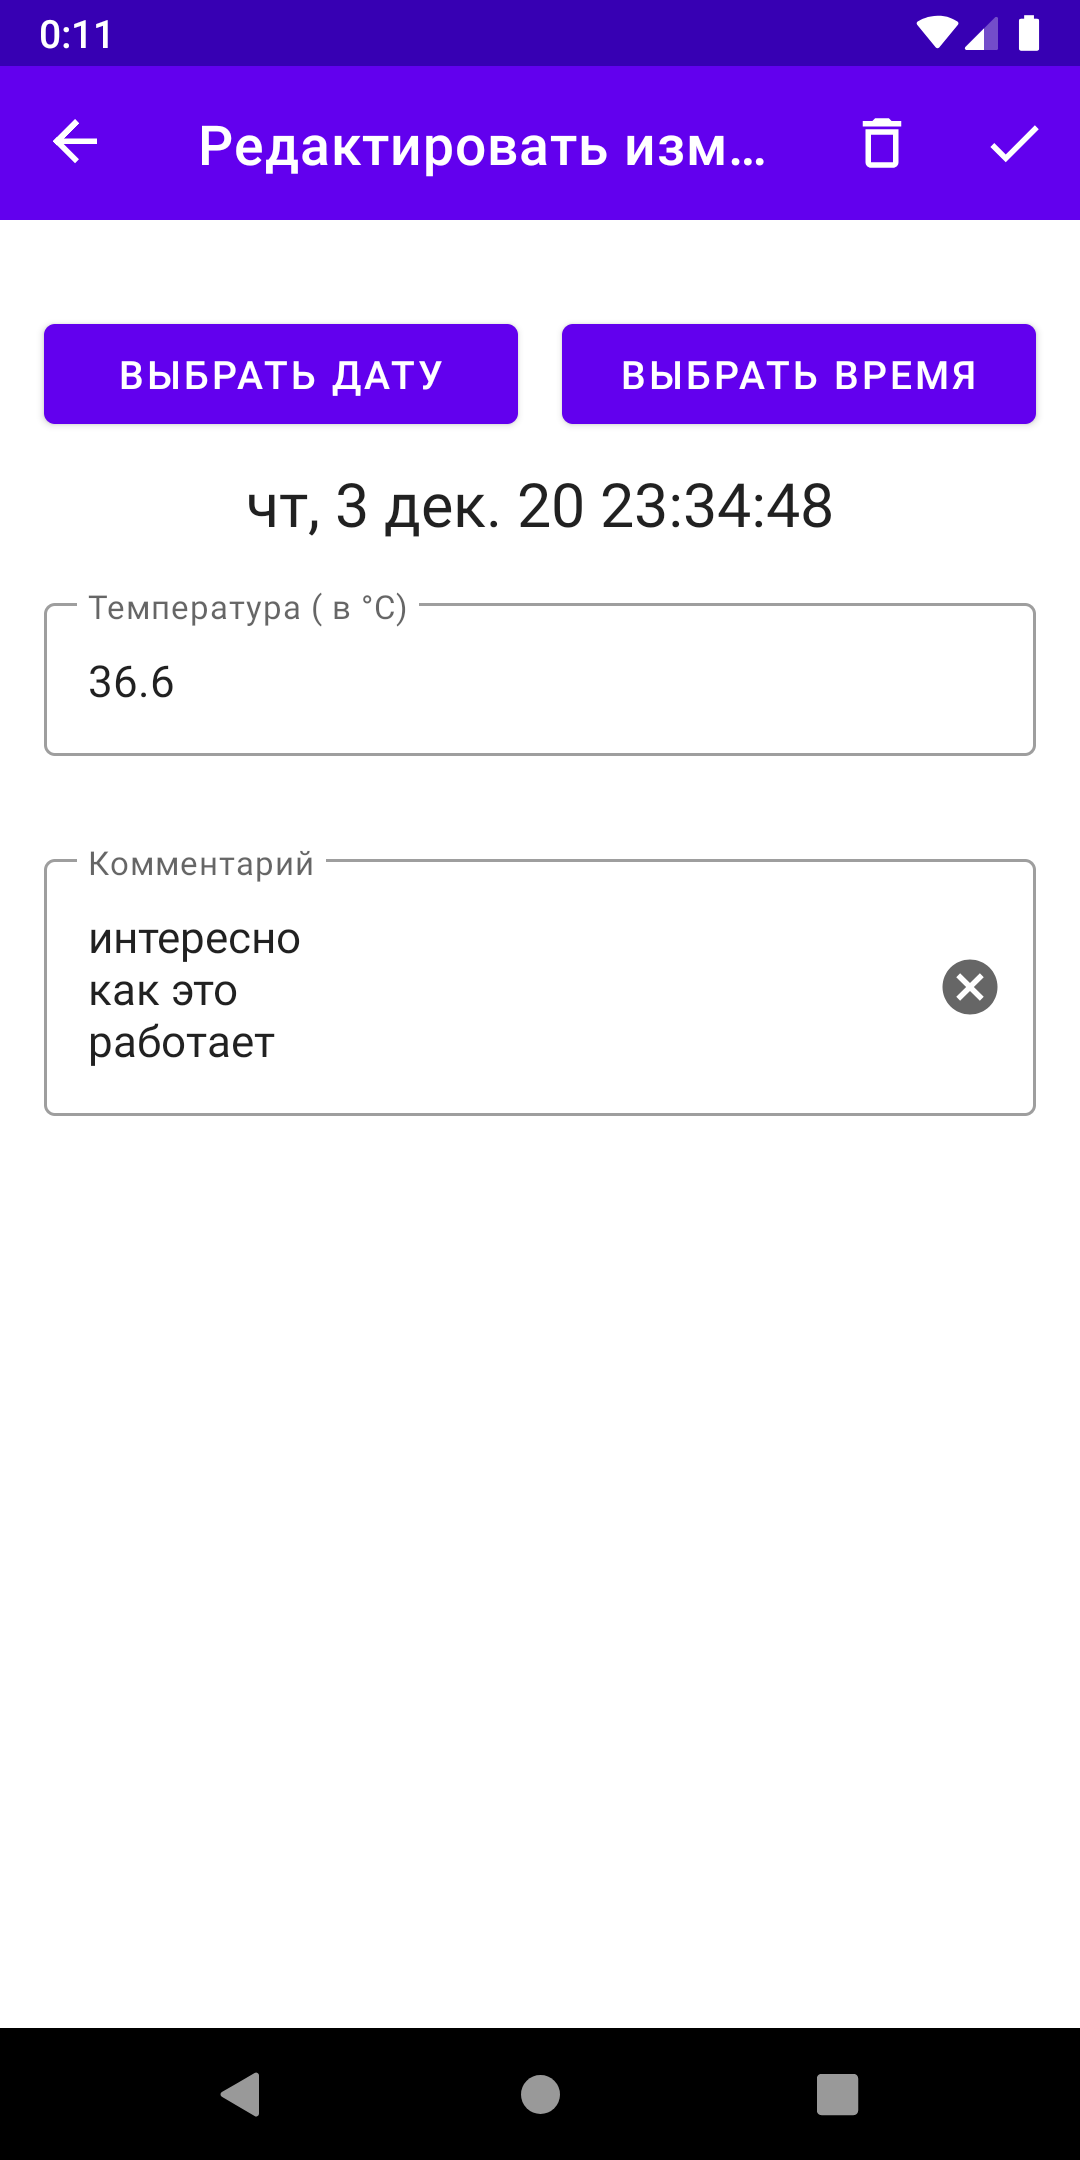 0:11
Редактировать изм...
ВЫБРАТЬ ДАТУ
ВЫБРАТЬ ВРЕМЯ
чт, 3 дек. 20 23:34:48
Температура ( в °C)
36.6
Комментарий
интересно
как это
работает